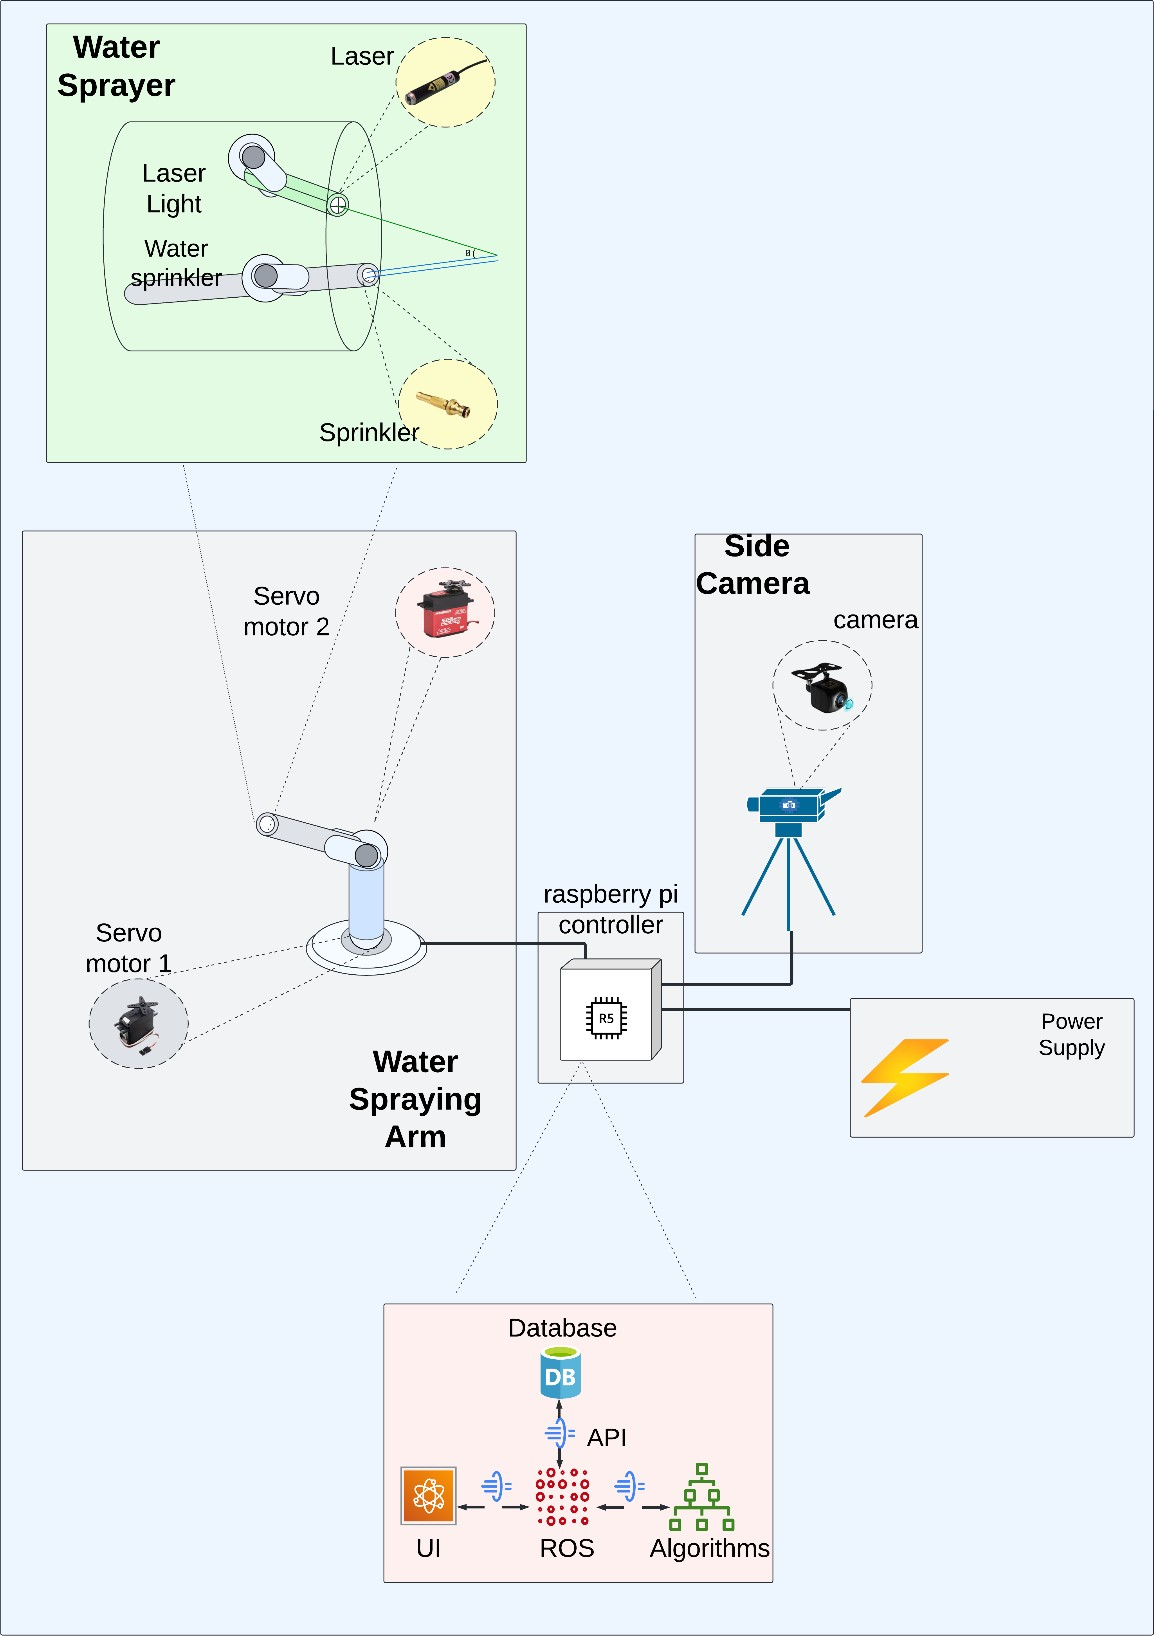 Water
Sprayer
Laser
Laser
Light
Water
sprinkler
θ
Sprinkler
Servo
motor 2
Side
Camera
camera
raspberry pi
controller
Servo
motor 1
R5
Power
Supply
Water
Spraying
Arm
Database
DB
API
UI
ROS
Algorithms